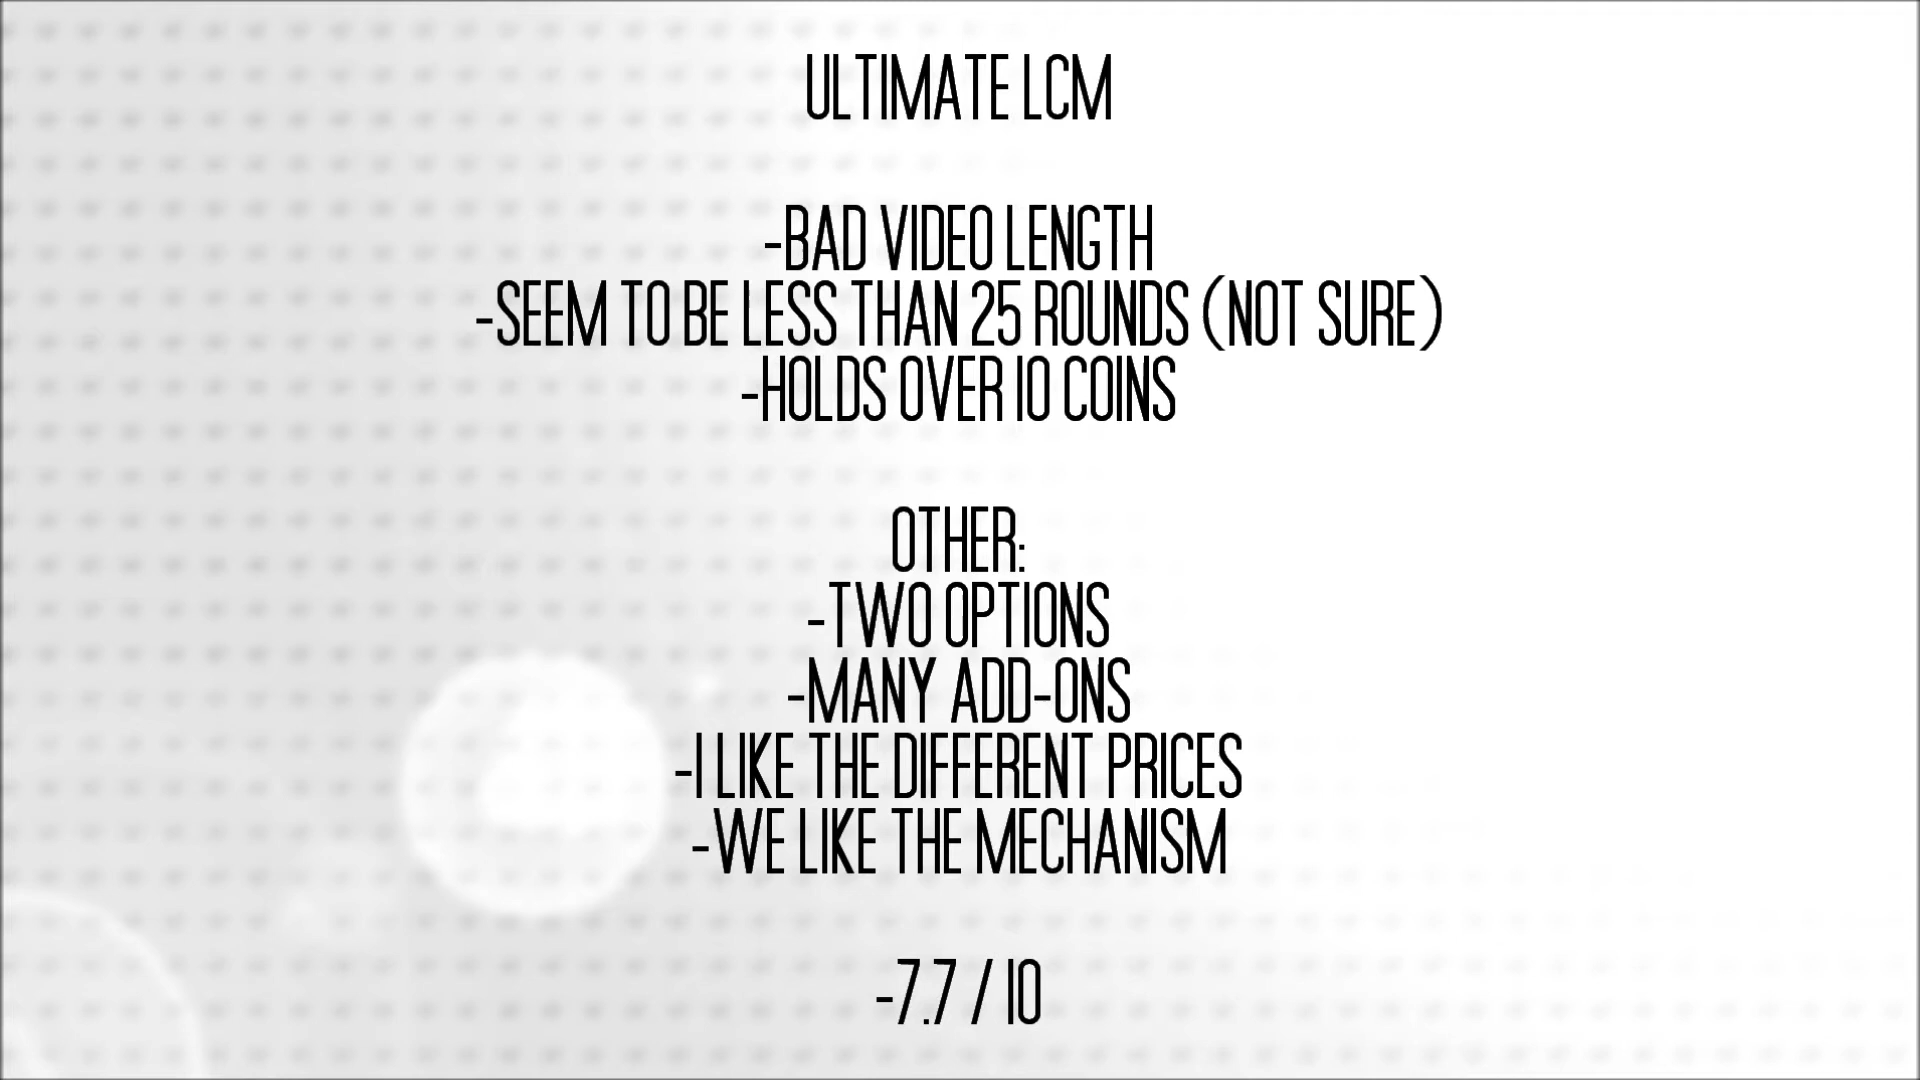 ULTIMATE LCM
-BAD VIDEO LENGTH
-SEEM TO BE LESS THAN 25 ROUNDS (NOT SURE)
-HOLDS OVER 10 COINS
OTHER:
-TWO OPTIONS
-MANY ADD-ONS
-I LIKE THE DIFFERENT PRICES
-WE LIKE THE MECHANISM
-7.7 / 10